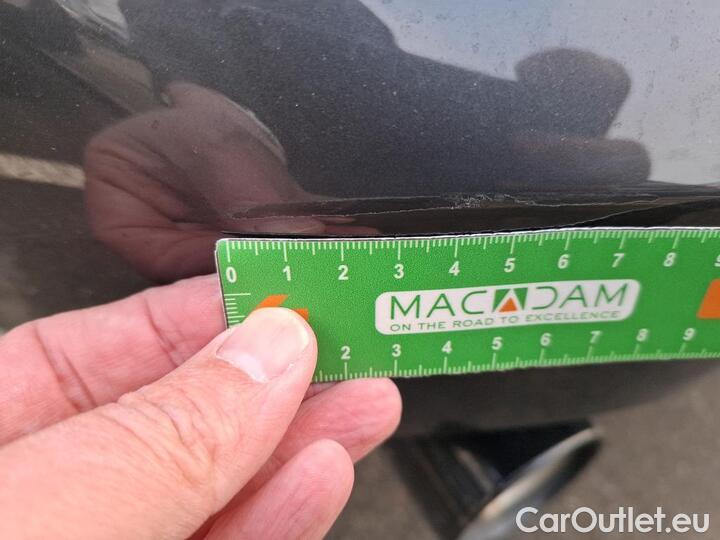 0 1 2 3 4 5 6 7 8 9
MACADAM
ON THE ROAD TO EXCELLENCE
2 3 4 5 6 7 8 9
CarOutlet.eu